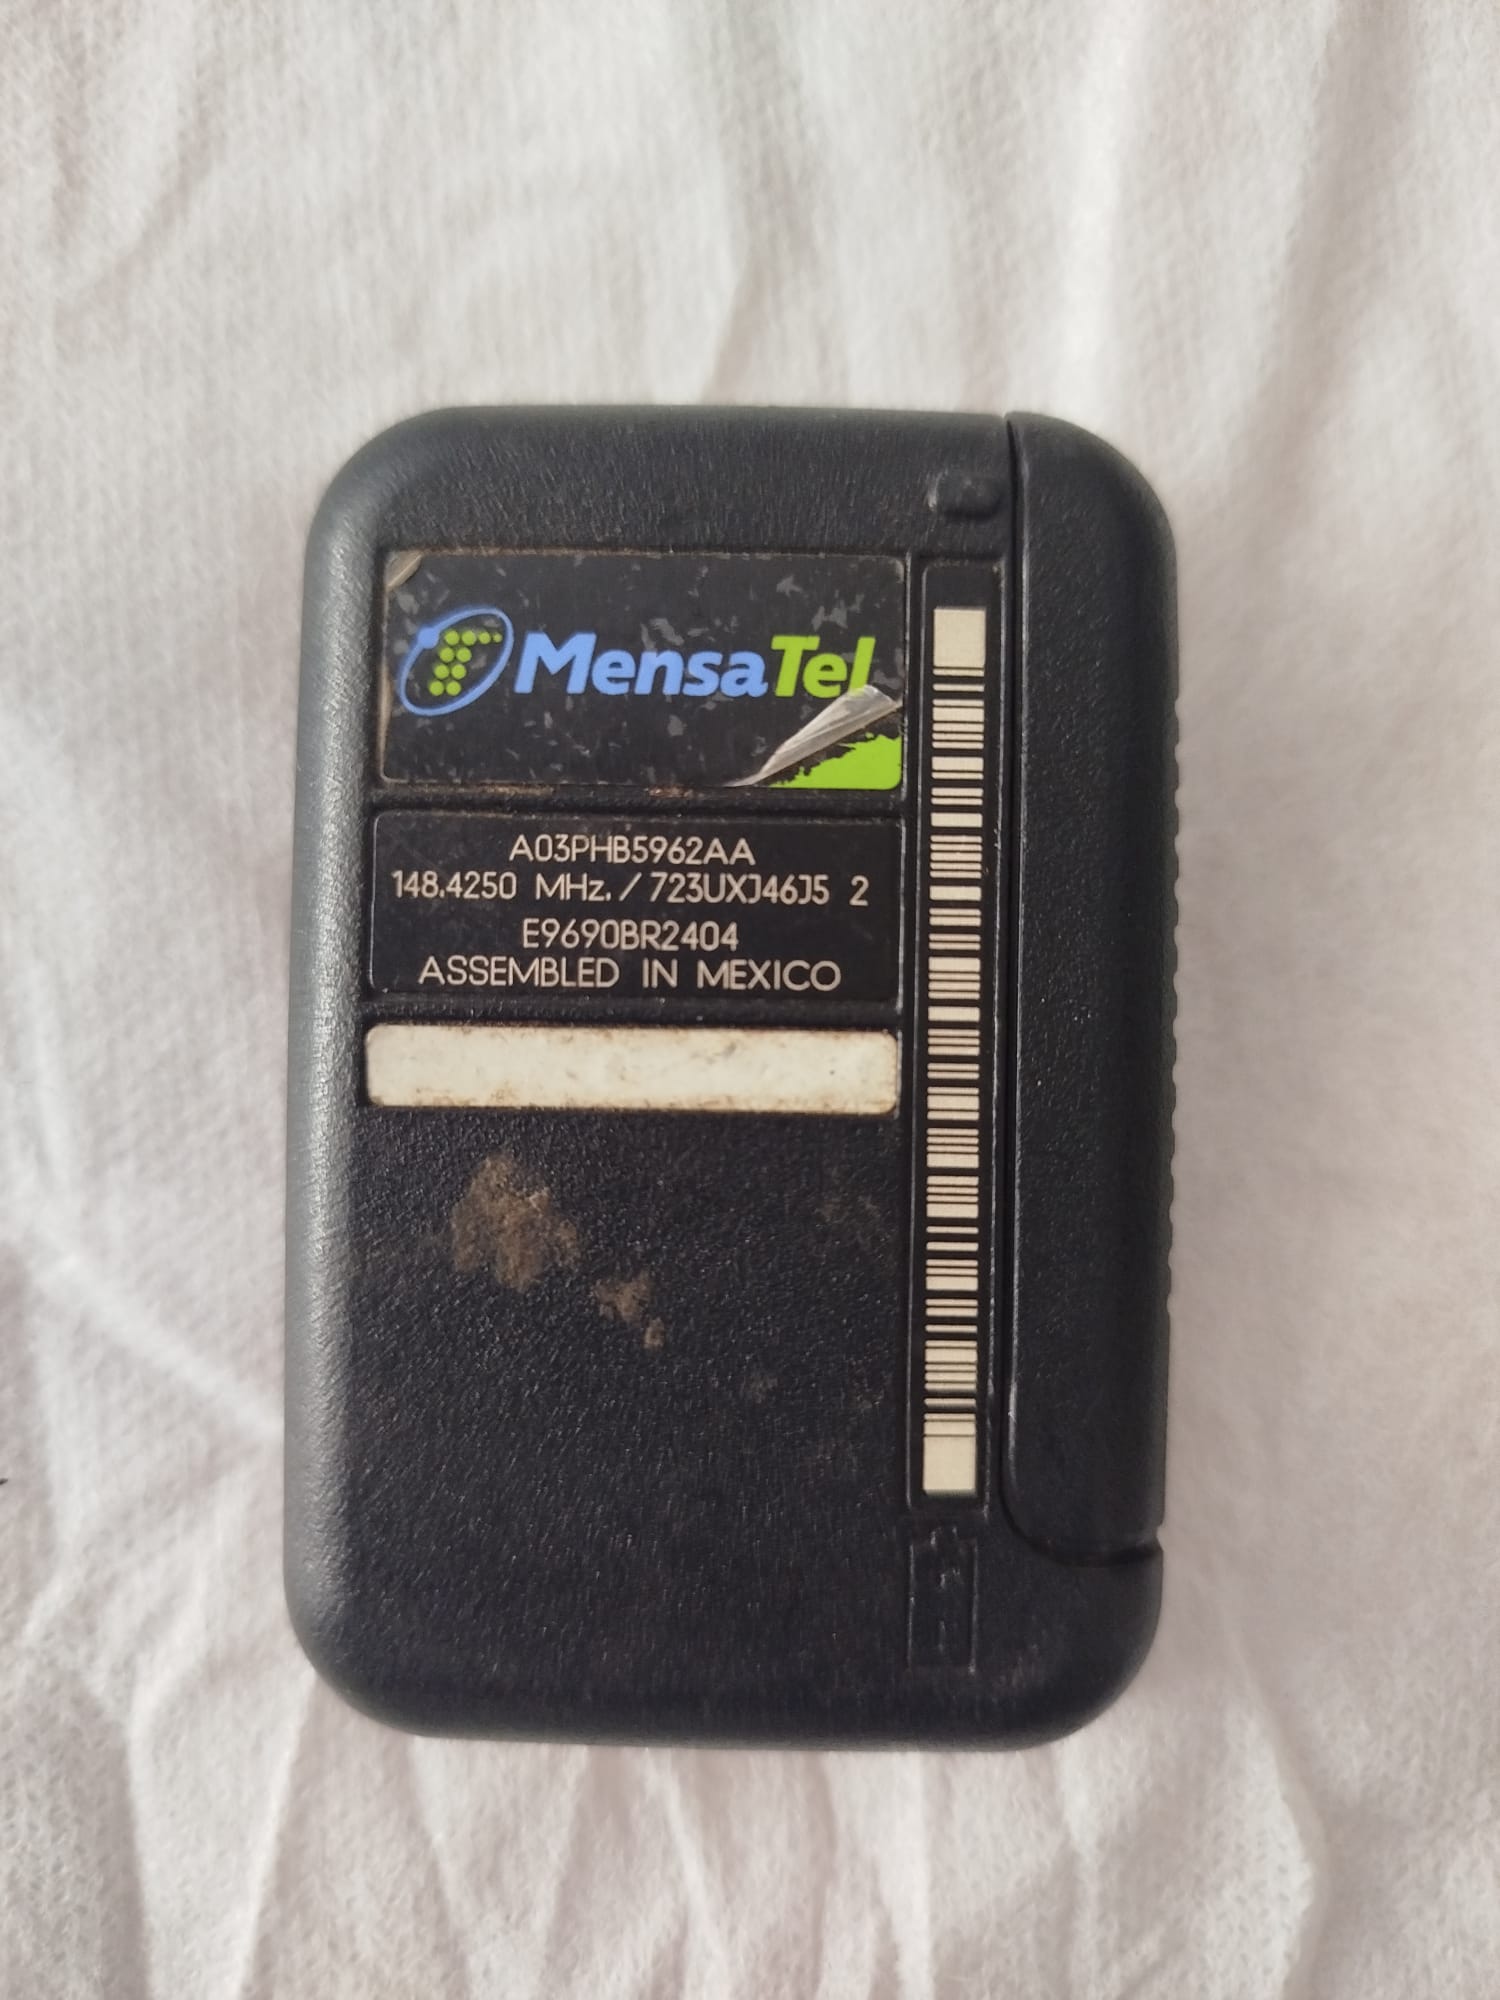 MensaTel
A03PHB5962AA
148.4250 MHz. / 723UXJ46J5 2
E9690BR2404
ASSEMBLED IN MEXICO